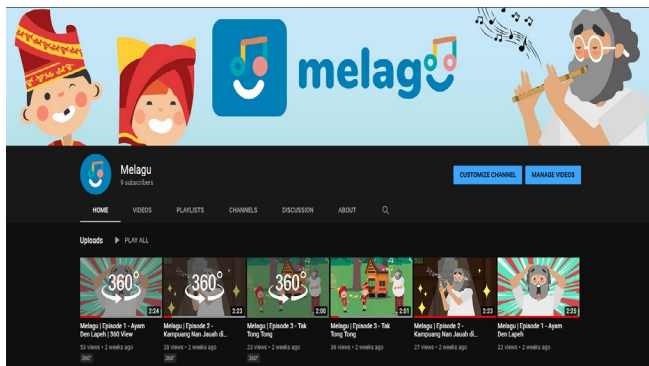 melagu
Melagu
9 subscribers
CUSTOMIZE CHANNEL
MANAGE VIDEOS
HOME
VIDEOS
PLAYLISTS
CHANNELS
DISCUSSION
ABOUT
Uploads
PLAY ALL
360°
2:24
360°
2:23
360°
2:00
2:01
2:23
2:25
Melagu | Episode 1 - Ayam
Den Lapeh | 360 View
53 views • 2 weeks ago
360°
Melagu | Episode 2 -
Kampuang Nan Jauah di...
28 views • 2 weeks ago
360°
Melagu | Episode 3 - Tak
Tong Tong
23 views • 2 weeks ago
360°
Melagu | Episode 3 - Tak
Tong Tong
36 views • 2 weeks ago
Melagu | Episode 2 -
Kampuang Nan Jauah di...
27 views • 2 weeks ago
Melagu | Episode 1 - Ayam
Den Lapeh
22 views • 2 weeks ago